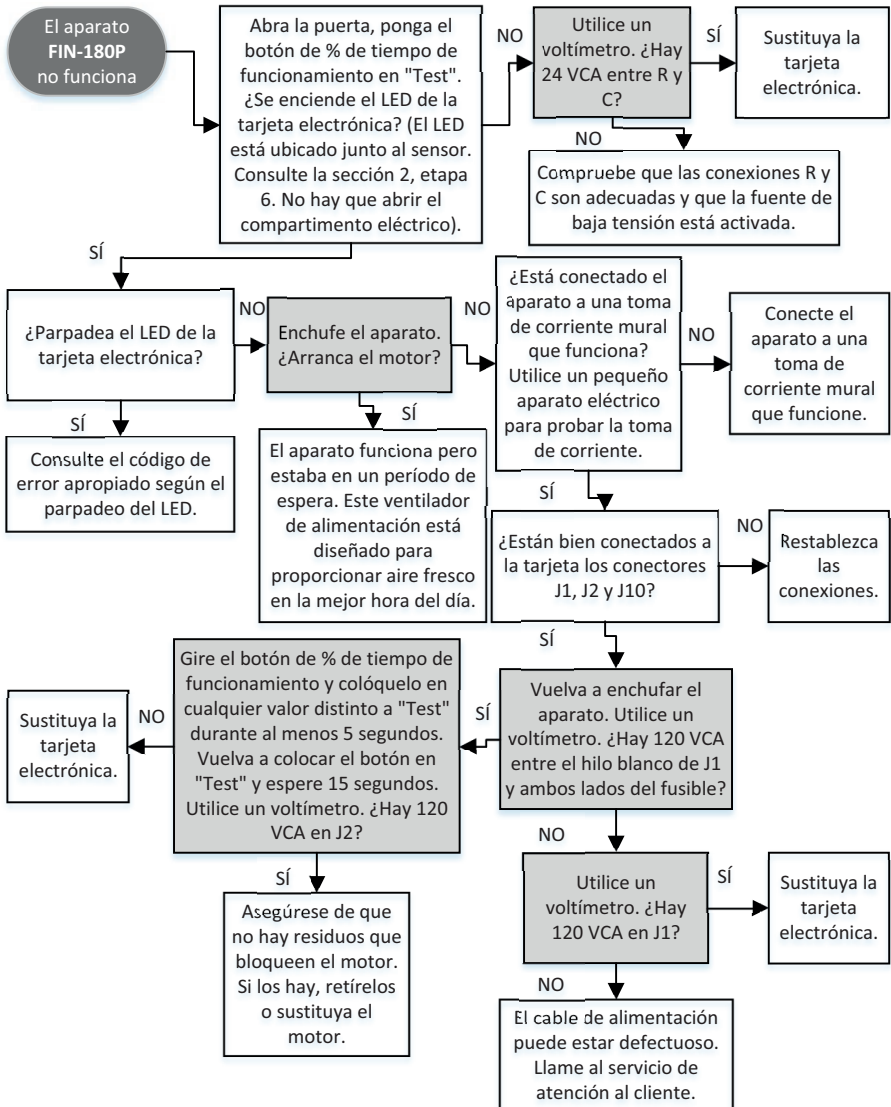 El aparato
FIN-180P
no funciona
Abra la puerta, ponga el
botón de % de tiempo de
funcionamiento en "Test".
¿Se enciende el LED de la
tarjeta electrónica? (El LED
está ubicado junto al sensor.
Consulte la sección 2, etapa
6. No hay que abrir el
compartimento eléctrico).
NO
Utilice un
voltímetro. ¿Hay
24 VCA entre R y
C?
SÍ
Sustituya la
tarjeta
electrónica.
NO
Compruebe que las conexiones R y
C son adecuadas y que la fuente de
baja tensión está activada.
SÍ
¿Parpadea el LED de la
tarjeta electrónica?
NO
Enchufe el aparato.
¿Arranca el motor?
NO
¿Está conectado el
aparato a una toma
de corriente mural
que funciona?
Utilice un pequeño
aparato eléctrico
para probar la toma
de corriente.
NO
Conecte el
aparato a una
toma de
corriente mural
que funcione.
SÍ
Consulte el código de
error apropiado según el
parpadeo del LED.
SÍ
El aparato funciona pero
estaba en un período de
espera. Este ventilador
de alimentación está
diseñado para
proporcionar aire fresco
en la mejor hora del día.
SÍ
¿Están bien conectados a
la tarjeta los conectores
J1, J2 y J10?
NO
Restablezca
las
conexiones.
SÍ
Vuelva a enchufar el
aparato. Utilice un
voltímetro. ¿Hay 120 VCA
entre el hilo blanco de J1
y ambos lados del fusible?
SÍ
Gire el botón de % de tiempo de
funcionamiento y colóquelo en
cualquier valor distinto a "Test"
durante al menos 5 segundos.
Vuelva a colocar el botón en
"Test" y espere 15 segundos.
Utilice un voltímetro. ¿Hay 120
VCA en J2?
NO
Sustituya la
tarjeta
electrónica.
SÍ
Asegúrese de que
no hay residuos que
bloqueen el motor.
Si los hay, retírelos
o sustituya el
motor.
NO
Utilice un
voltímetro. ¿Hay
120 VCA en J1?
SÍ
Sustituya la
tarjeta
electrónica.
NO
El cable de alimentación
puede estar defectuoso.
Llame al servicio de
atención al cliente.